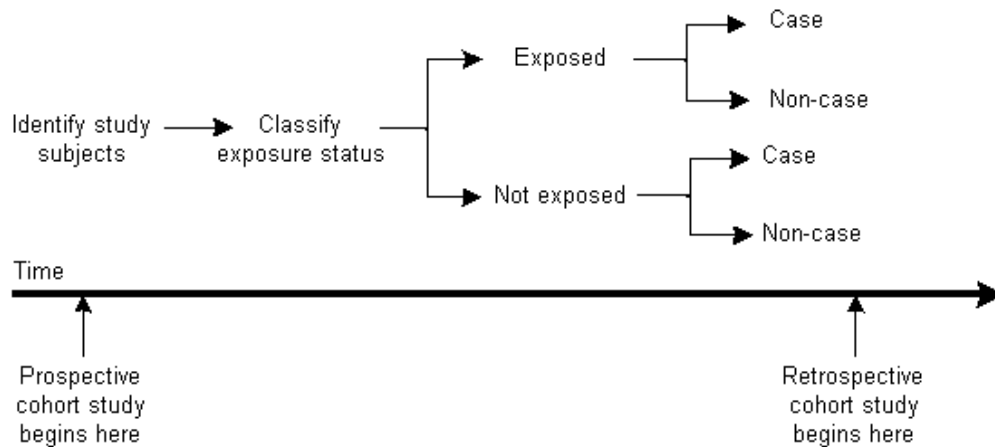 Case
Exposed
Non-case
Identify study
subjects
Classify
exposure status
Case
Not exposed
Non-case
Time
Prospective
cohort study
begins here
Retrospective
cohort study
begins here